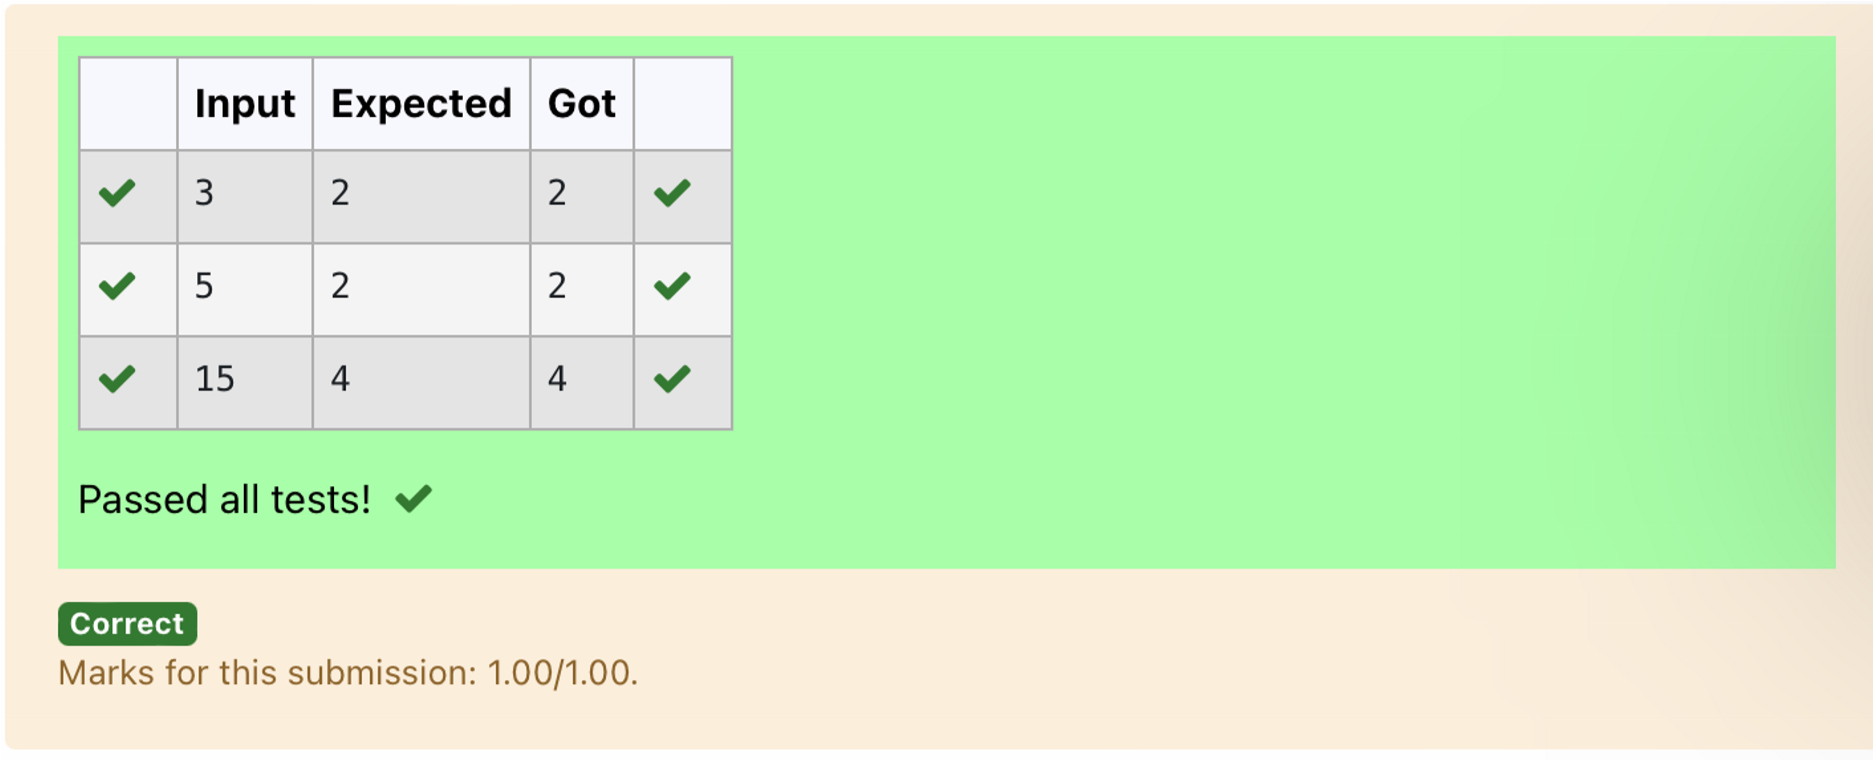 Input Expected Got
3 2 2
5 2 2
15 4 4
Passed all tests!
Correct
Marks for this submission: 1.00/1.00.